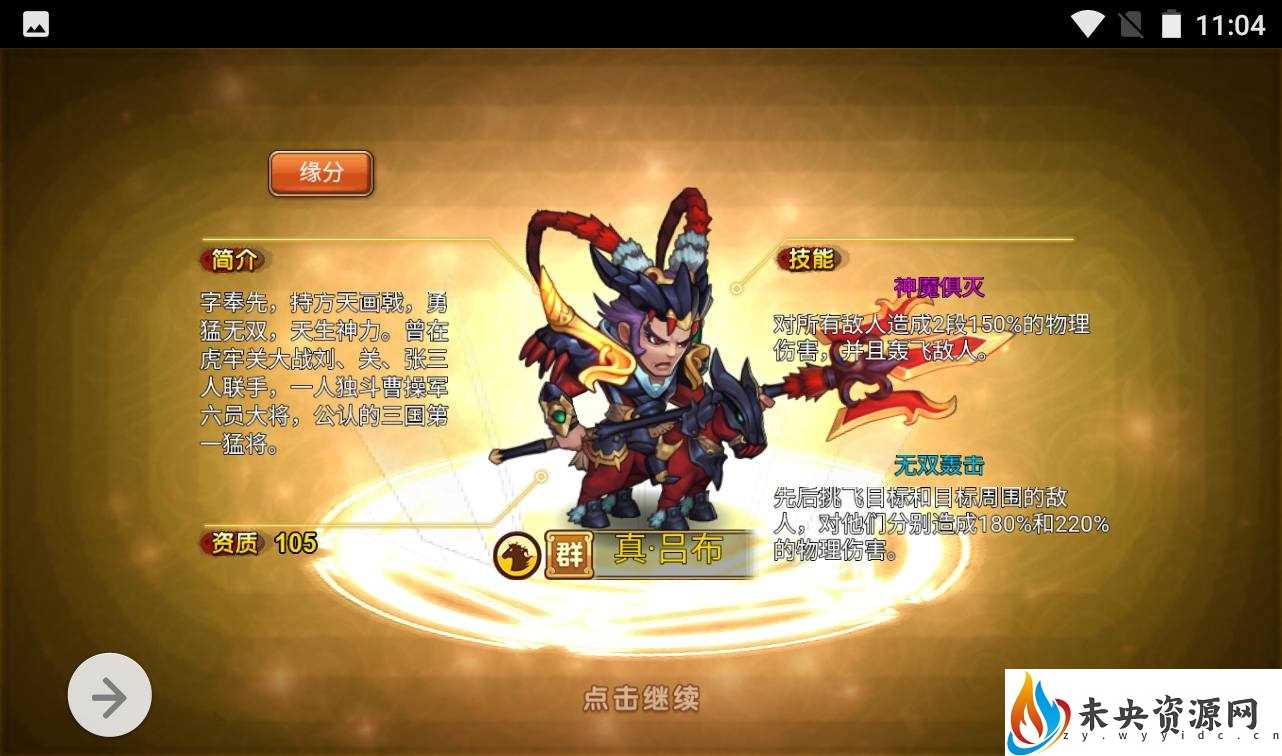 11:04
缘分
简介
字奉先，持方天画戟，勇
猛无双，天生神力。曾在
虎牢关大战刘、关、张三
人联手，一人独斗曹操军
六员大将，公认的三国第
一猛将。
资质 105
技能
神魔俱灭
对所有敌人造成2段150%的物理
伤害，并且轰飞敌人。
无双轰击
先后挑飞目标和目标周围的敌
人，对他们分别造成180%和220%
的物理伤害。
群 真·吕布
点击继续
未央资源网
zy.wyyidc.cn